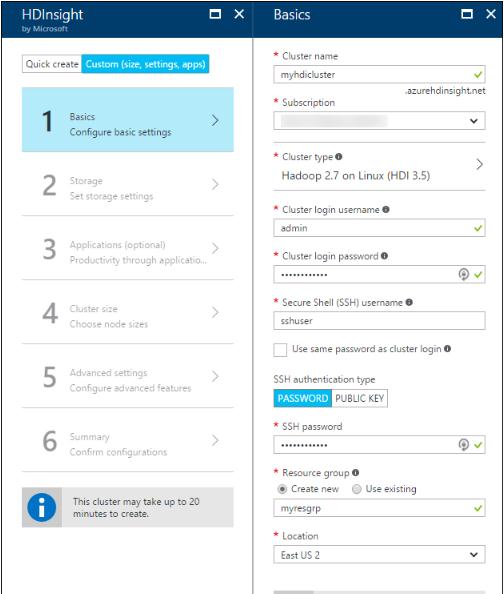 HDInsight
by Microsoft
Quick create Custom (size, settings, apps)
1 Basics
Configure basic settings
2 Storage
Set storage settings
3 Applications (optional)
Productivity through applicatio...
4 Cluster size
Choose node sizes
5 Advanced settings
Configure advanced features
6 Summary
Confirm configurations
This cluster may take up to 20
minutes to create.
Basics
* Cluster name
myhdicluster
.azurehdinsight.net
* Subscription
* Cluster type
Hadoop 2.7 on Linux (HDI 3.5)
* Cluster login username
admin
* Cluster login password
••••••••••••
* Secure Shell (SSH) username
sshuser
Use same password as cluster login
SSH authentication type
PASSWORD PUBLIC KEY
* SSH password
••••••••••••
* Resource group
Create new Use existing
myresgrp
* Location
East US 2